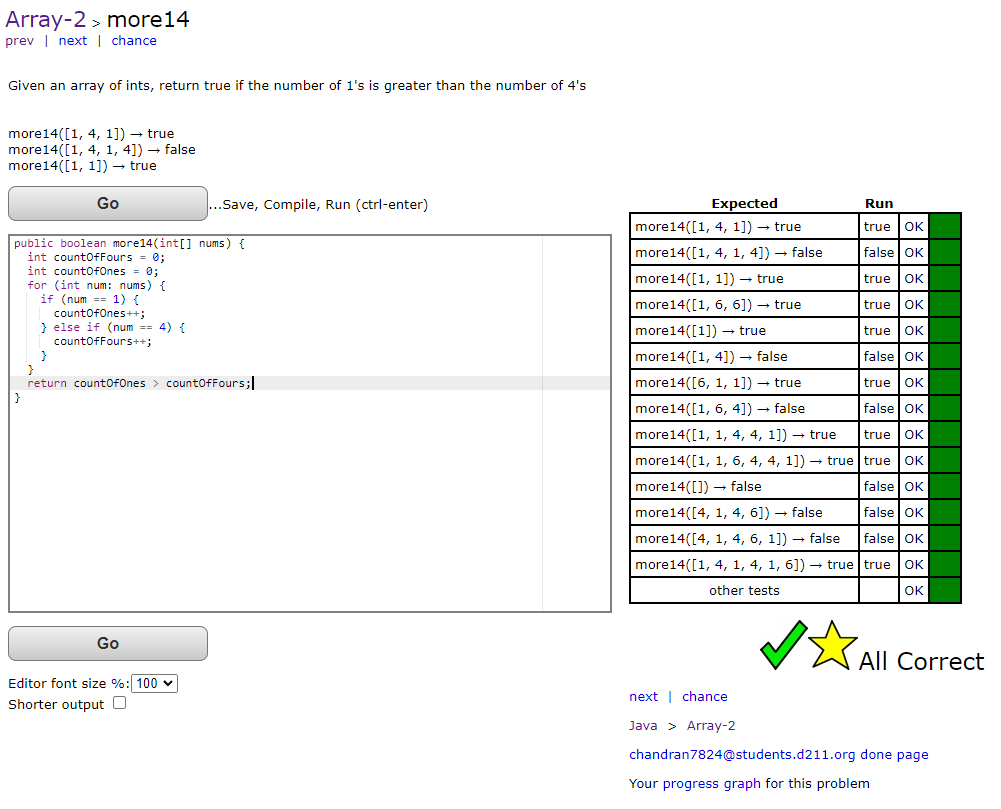 Array-2 > more14
prev | next | chance
Given an array of ints, return true if the number of 1's is greater than the number of 4's
more14([1, 4, 1]) → true
more14([1, 4, 1, 4]) → false
more14([1, 1]) → true
Go ...Save, Compile, Run (ctrl-enter)
public boolean more14(int[] nums) {
  int countOfFours = 0;
  int countOfOnes = 0;
  for (int num: nums) {
    if (num == 1) {
      countOfOnes++;
    } else if (num == 4) {
      countOfFours++;
    }
  }
  return countOfOnes > countOfFours;
}
Go
Editor font size %: 100
Shorter output
Expected Run
more14([1, 4, 1]) → true true OK
more14([1, 4, 1, 4]) → false false OK
more14([1, 1]) → true true OK
more14([1, 6, 6]) → true true OK
more14([1]) → true true OK
more14([1, 4]) → false false OK
more14([6, 1, 1]) → true true OK
more14([1, 6, 4]) → false false OK
more14([1, 1, 4, 4, 1]) → true true OK
more14([1, 1, 6, 4, 4, 1]) → true true OK
more14([]) → false false OK
more14([4, 1, 4, 6]) → false false OK
more14([4, 1, 4, 6, 1]) → false false OK
more14([1, 4, 1, 4, 1, 6]) → true true OK
other tests OK
All Correct
next | chance
Java > Array-2
chandran7824@students.d211.org done page
Your progress graph for this problem